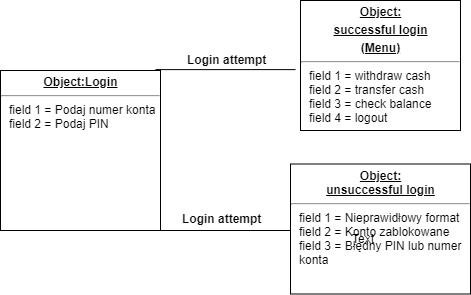 Object:Login
field 1 = Podaj numer konta
field 2 = Podaj PIN
Login attempt
Object:
successful login
(Menu)
field 1 = withdraw cash
field 2 = transfer cash
field 3 = check balance
field 4 = logout
Login attempt
Object:
unsuccessful login
field 1 = Nieprawidłowy format
field 2 = Konto zablokowane
Text
field 3 = Błędny PIN lub numer
konta